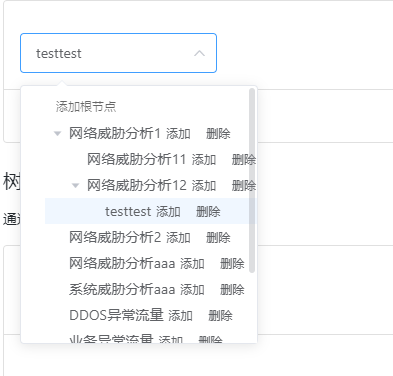 testtest
添加根节点
网络威胁分析1 添加 删除
网络威胁分析11 添加 删除
网络威胁分析12 添加 删除
testtest 添加 删除
网络威胁分析2 添加 删除
网络威胁分析aaa 添加 删除
系统威胁分析aaa 添加 删除
DDOS异常流量 添加 删除
业务异常流量 添加 删除
树
通